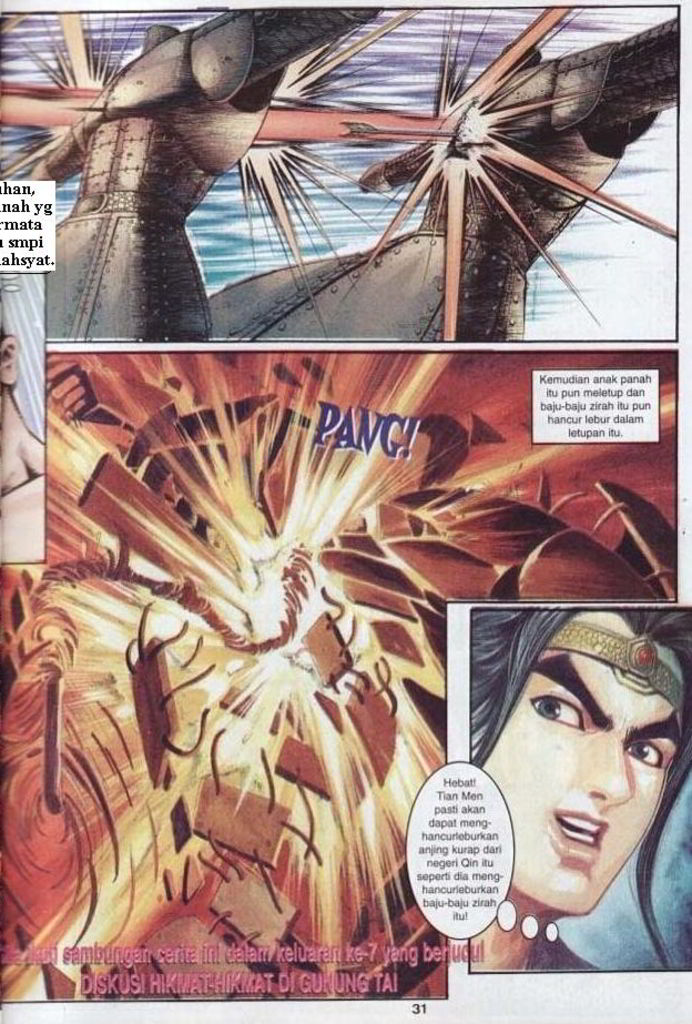 uhan,
nah yg
rmata
u smpi
ahsyat.
PANG!
Kemudian anak panah
itu pun meletup dan
baju-baju zirah itu pun
hancur lebur dalam
letupan itu.
Hebat!
Tian Men
pasti akan
dapat meng-
hancurleburkan
anjing kurap dari
negeri Qin itu
seperti dia meng-
hancurleburkan
baju-baju zirah
itu!
sambungan cerita ini dalam keluaran ke-7 yang berjudul
DISKUSI HIKMAT-HIKMAT DI GUNUNG TAI
31